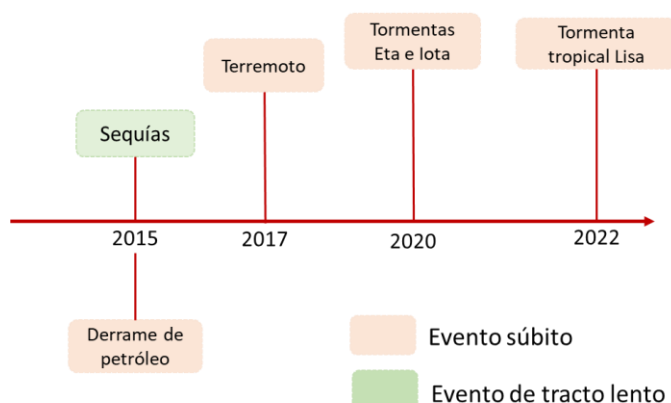 Tormentas
Eta e Iota
Tormenta
tropical Lisa
Terremoto
Sequías
2015
2017
2020
2022
Derrame de
petróleo
Evento súbito
Evento de tracto lento